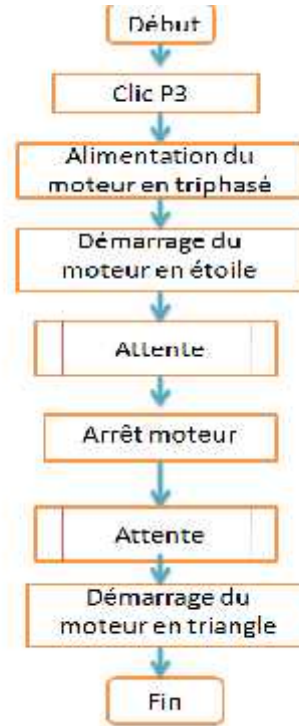 Début
Clic P3
Alimentation du
moteur en triphasé
Démarrage du
moteur en étoile
Attente
Arrêt moteur
Attente
Démarrage du
moteur en triangle
Fin